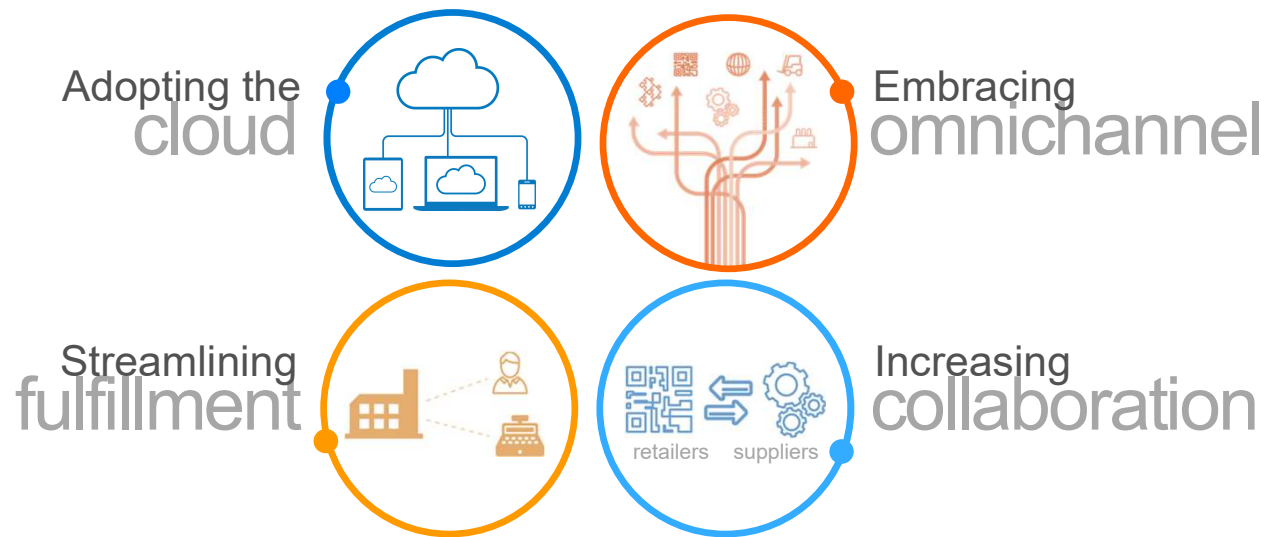 Adopting the
cloud
Embracing
omnichannel
Streamlining
fulfillment
Increasing
collaboration
retailers suppliers